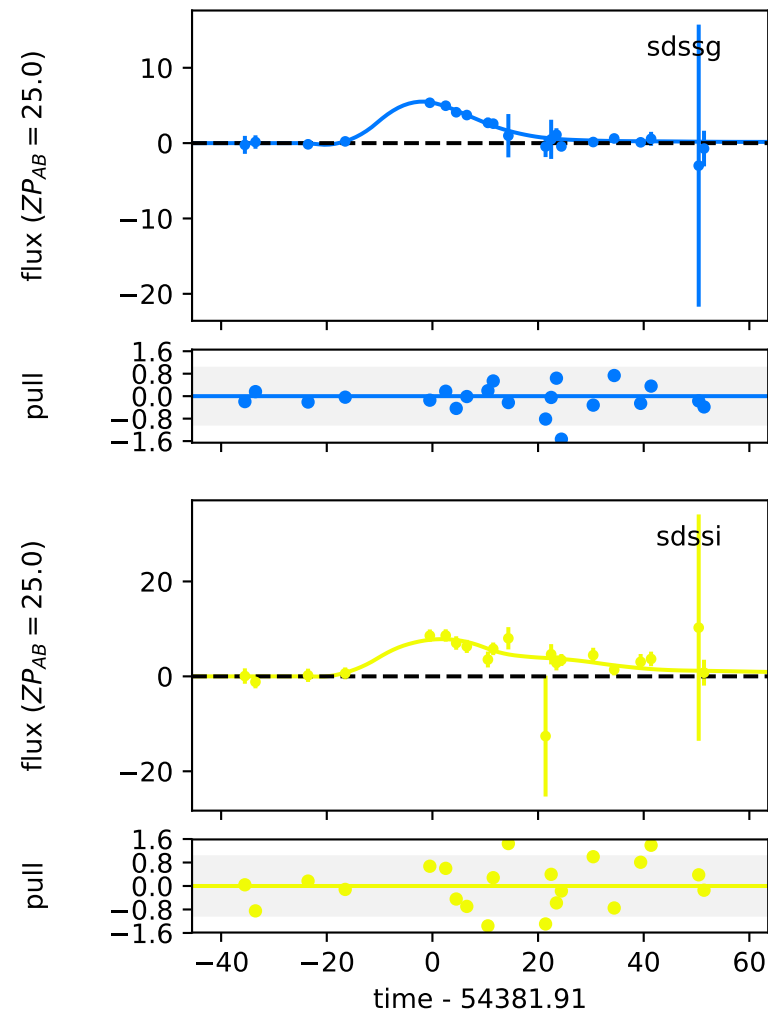 sdssg
flux ($ZP_{AB} = 25.0$)
10
0
−10
−20
pull
1.6
0.8
0.0
−0.8
−1.6
sdssi
flux ($ZP_{AB} = 25.0$)
20
0
−20
pull
1.6
0.8
0.0
−0.8
−1.6
−40 −20 0 20 40 60
time - 54381.91